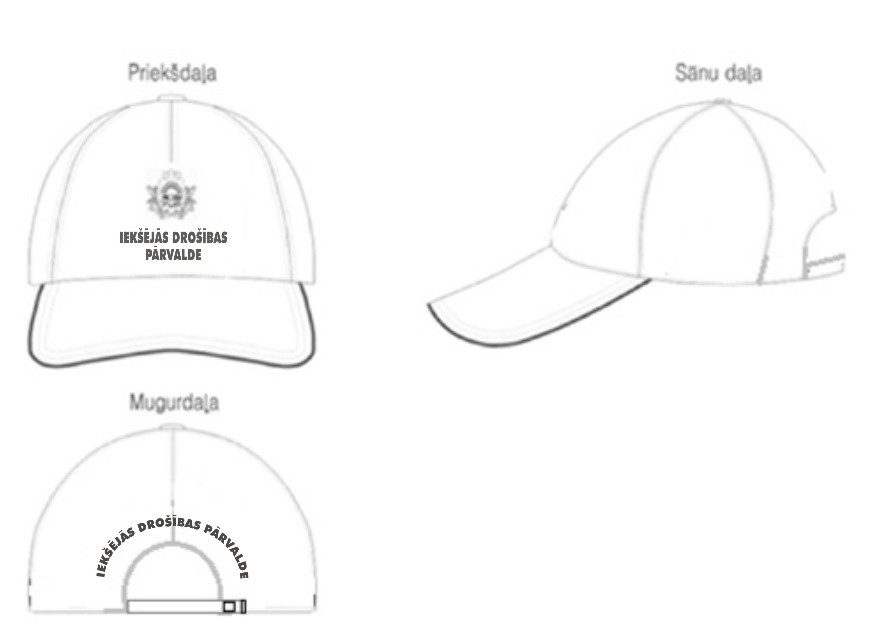 Priekšdaļa
Sānu daļa
IEKŠĒJĀS DROŠĪBAS
PĀRVALDE
Mugurdaļa
IEKŠĒJĀS DROŠĪBAS PĀRVALDE